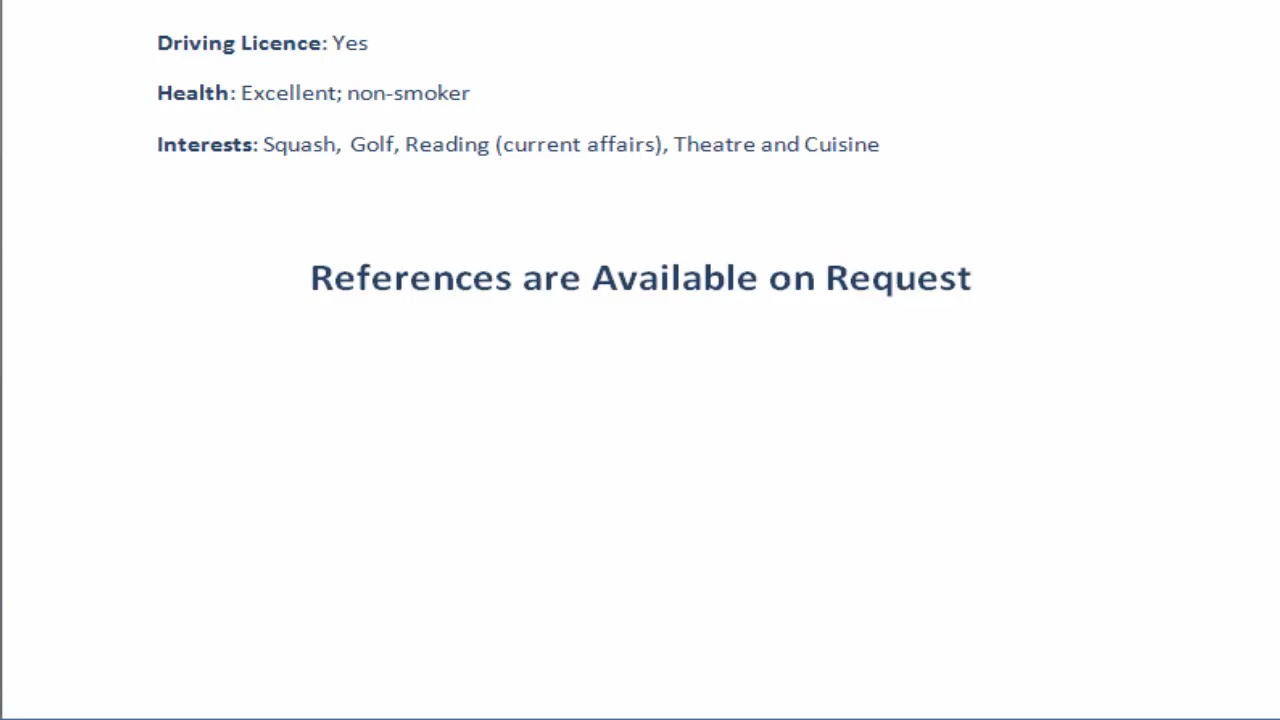 Driving Licence: Yes
Health: Excellent; non-smoker
Interests: Squash, Golf, Reading (current affairs), Theatre and Cuisine
References are Available on Request